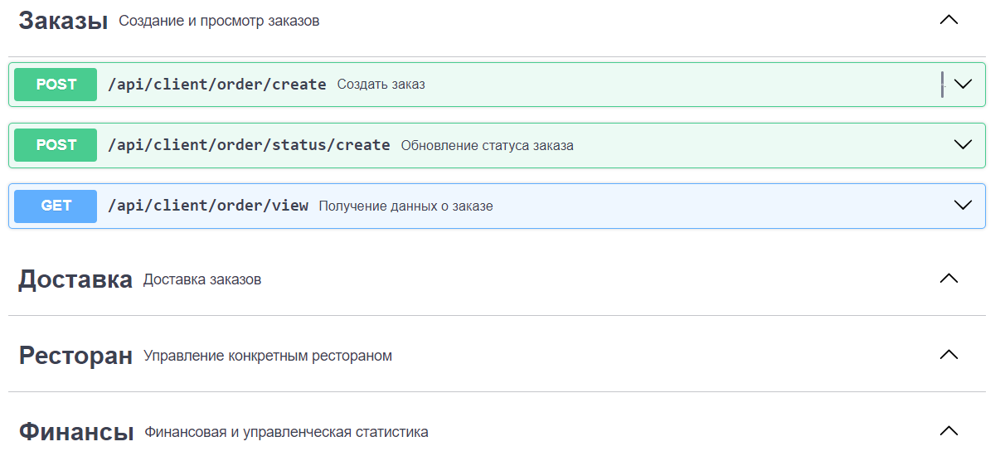 Заказы Создание и просмотр заказов
POST /api/client/order/create Создать заказ
POST /api/client/order/status/create Обновление статуса заказа
GET /api/client/order/view Получение данных о заказе
Доставка Доставка заказов
Ресторан Управление конкретным рестораном
Финансы Финансовая и управленческая статистика